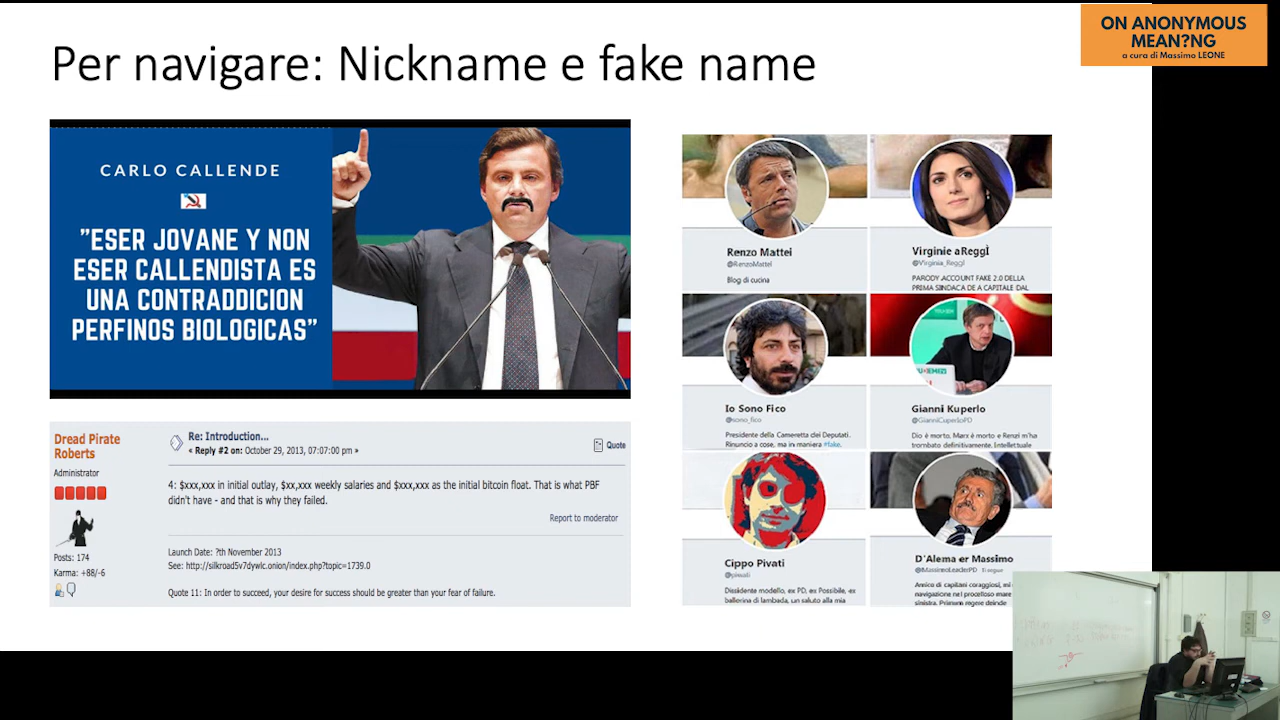 ON ANONYMOUS
MEAN?NG
a cura di Massimo LEONE
Per navigare: Nickname e fake name
CARLO CALLENDE
"ESER JOVANE Y NON
ESER CALLENDISTA ES
UNA CONTRADDICION
PERFINOS BIOLOGICAS"
Dread Pirate
Roberts
Administrator
Posts: 174
Karma: +88/-6
Re: Introduction...
« Reply #2 on: October 29, 2013, 07:07:00 pm »
Quote
4: $xxx,xxx in initial outlay, $xx,xxx weekly salaries and $xxx,xxx as the initial bitcoin float. That is what PBF
didn't have - and that is why they failed.
Report to moderator
Launch Date: ?th November 2013
See: http://silkroad5v7dywlc.onion/index.php?topic=1739.0
Quote 11: In order to succeed, your desire for success should be greater than your fear of failure.
Renzo Mattei
@RenzoMattei
Blog di cucina
Virginie aReggÌ
@Virginia_ReggI
PARODY ACCOUNT FAKE 2.0 DELLA
PRIMA SINDACA DE A CAPITALE DAL
Io Sono Fico
@sono_fico
Presidente della Cameretta dei Deputati.
Rinuncio a cose, ma in maniera #fake.
Gianni Kuperlo
@GianniCuperloPD
Dio è morto, Marx è morto e Renzi m'ha
trombato definitivamente. Intellettuale
Cippo Pivati
@pivati
Dissidente modello, ex PD, ex Possibile, ex
ballerina di lambada, un saluto alla mia
D'Alema er Massimo
@MassimoLeaderPD Ti segue
Amico di capitani coraggiosi, mi
navigazione nel procelloso mare
sinistra. Primum regere deinde